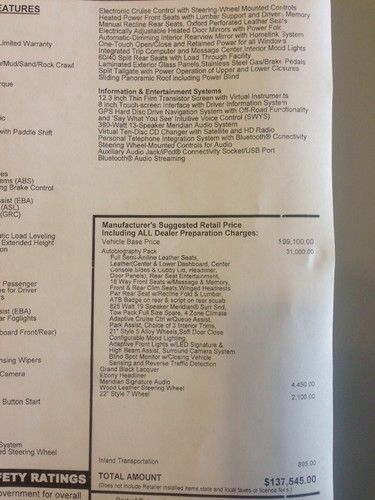 EATURES
Limited Warranty
/Mud/Sand/Rock Crawl
rque
with Paddle Shift
es
ems (ABS)
ng Brake Control
sist (EBA)
(ASL)
(GRC)
atic Load Leveling
Extended Height
on
Passenger
e for Driver
rs
sist (EBA)
r Foglights
board Front/Rear)
nsing Wipers
Camera
Button Start
System
d Steering Wheel
FETY RATINGS
overnment for overall
Electronic Cruise Control with Steering-Wheel Mounted Controls
Heated Power Front Seats with Lumbar Support and Driver Memory
Manual Recline Rear Seats, Oxford Perforated Leather Seats
Electrically Adjustable Heated Door Mirrors with Power Fold
Automatic-Dimming Interior Rearview Mirror with Homelink System
One-Touch Open/Close and Retained Power for all Windows
Integrated Trip Computer and Message Center, Interior Mood Lights
60/40 Split Rear Seats with Load Through Facility
Laminated Exterior Glass Panels, Stainless Steel Gas/Brake Pedals
Split Tailgate with Power Operation of Upper and Lower Closures
Sliding Panoramic Roof including Power Blind
Information & Entertainment Systems
12.3 inch Thin Film Transistor Screen with Virtual Instruments
8 inch Touch-screen Interface with Driver Information System
GPS Hard Disc Drive Navigation System with Off-Road Functionality
and 'Say What You See' Intuitive Voice Control (SWYS)
380-Watt 13-Speaker Meridian Audio System
Virtual Ten-Disc CD Changer with Satellite and HD Radio
Personal Telephone Integration System with Bluetooth® Connectivity
Steering Wheel-Mounted Controls for Audio
Auxiliary Audio Jack/iPod® Connectivity Socket/USB Port
Bluetooth® Audio Streaming
Manufacturer's Suggested Retail Price
Including ALL Dealer Preparation Charges:
Vehicle Base Price $99,100.00
Autobiography Pack 31,000.00
Full Semi-Aniline Leather Seats,
Leather(Center & Lower Dashboard, Center
Console Sides & Cubby Lid, Headliner,
Door Panels), Rear Seat Entertainment,
18 Way Front Seats w/Massage & Memory,
Front & Rear Clim Seats Winged Headrests
Pwr Rear Seat w/Recline Fold & Lumbar,
ATB Badge on rear & script on rear scuab
825 Watt 19 Speaker Meridian® Surr Snd,
Tow Pack, Full Size Spare, 4 Zone Climate
Adaptive Cruise Ctrl w/Queue Assist,
Park Assist, Choice of 3 Interior Trims,
21" Style 5 Alloy Wheels, Soft Door Close
Configurable Mood Lighting,
Adaptive Front Lights w/LED Signature &
High Beam Assist, Surround Camera System
Blind Spot Monitor w/Closing Vehicle
Sensing and Reverse Traffic Detection
Grand Black Lacquer
Ebony Headliner
Meridian Signature Audio 4,450.00
Wood Leather Steering Wheel
22" Style 7 Wheel 2,100.00
Inland Transportation 895.00
TOTAL AMOUNT $137,545.00
(Does not include Retailer installed items, state and local taxes or licence fees.)